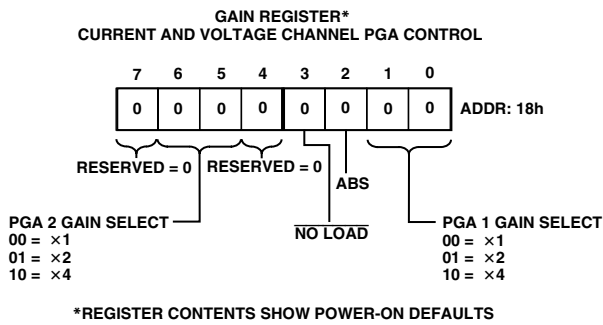 GAIN REGISTER*
CURRENT AND VOLTAGE CHANNEL PGA CONTROL
7 6 5 4 3 2 1 0
0 0 0 0 0 0 0 0 ADDR: 18h
RESERVED = 0 RESERVED = 0
ABS
PGA 2 GAIN SELECT
00 = ×1
01 = ×2
10 = ×4
NO LOAD
PGA 1 GAIN SELECT
00 = ×1
01 = ×2
10 = ×4
*REGISTER CONTENTS SHOW POWER-ON DEFAULTS